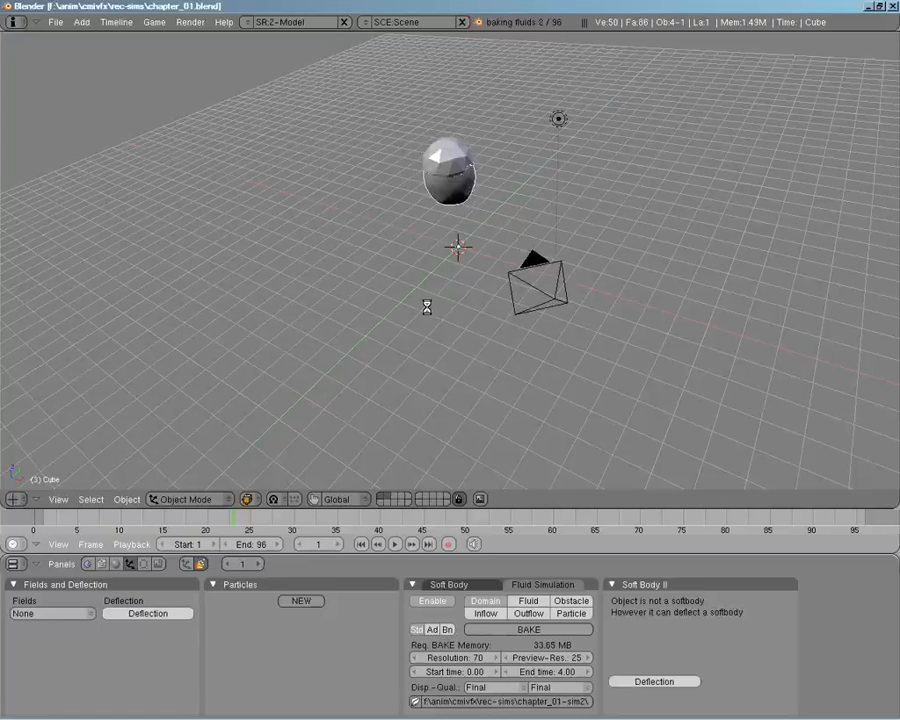 Blender [f:\anim\cmivfx\rec-sims\chapter_01.blend]
File Add Timeline Game Render Help SR:2-Model SCE:Scene baking fluids 2 / 96 Ve:50 | Fa:86 | Ob:4-1 | La:1 | Mem:1.49M | Time: | Cube
(3) Cube
View Select Object Object Mode Global
0 5 10 15 20 25 30 35 40 45 50 55 60 65 70 75 80 85 90 95
View Frame Playback Start: 1 End: 96 1
Panels 1
Fields and Deflection Particles Soft Body Fluid Simulation Soft Body II
Fields Deflection NEW Enable Domain Fluid Obstacle Object is not a softbody
None Deflection Inflow Outflow Particle However it can deflect a softbody
Std Ad Bn BAKE
Req. BAKE Memory: 33.65 MB
Resolution: 70 Preview-Res.: 25
Start time: 0.00 End time: 4.00 Deflection
Disp.-Qual.: Final Final
f:\anim\cmivfx\rec-sims\chapter_01-sim2\